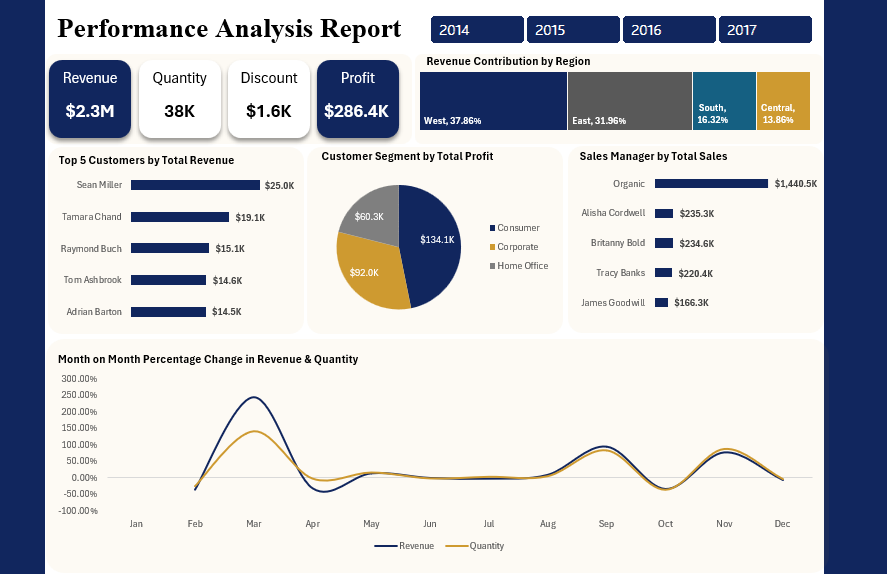 Performance Analysis Report
2014 2015 2016 2017
Revenue
$2.3M
Quantity
38K
Discount
$1.6K
Profit
$286.4K
Revenue Contribution by Region
West, 37.86%
East, 31.96%
South,
16.32%
Central,
13.86%
Top 5 Customers by Total Revenue
Sean Miller $25.0K
Tamara Chand $19.1K
Raymond Buch $15.1K
Tom Ashbrook $14.6K
Adrian Barton $14.5K
Customer Segment by Total Profit
$60.3K
$134.1K
$92.0K
Consumer
Corporate
Home Office
Sales Manager by Total Sales
Organic $1,440.5K
Alisha Cordwell $235.3K
Britanny Bold $234.6K
Tracy Banks $220.4K
James Goodwill $166.3K
Month on Month Percentage Change in Revenue & Quantity
300.00%
250.00%
200.00%
150.00%
100.00%
50.00%
0.00%
-50.00%
-100.00%
Jan Feb Mar Apr May Jun Jul Aug Sep Oct Nov Dec
Revenue Quantity